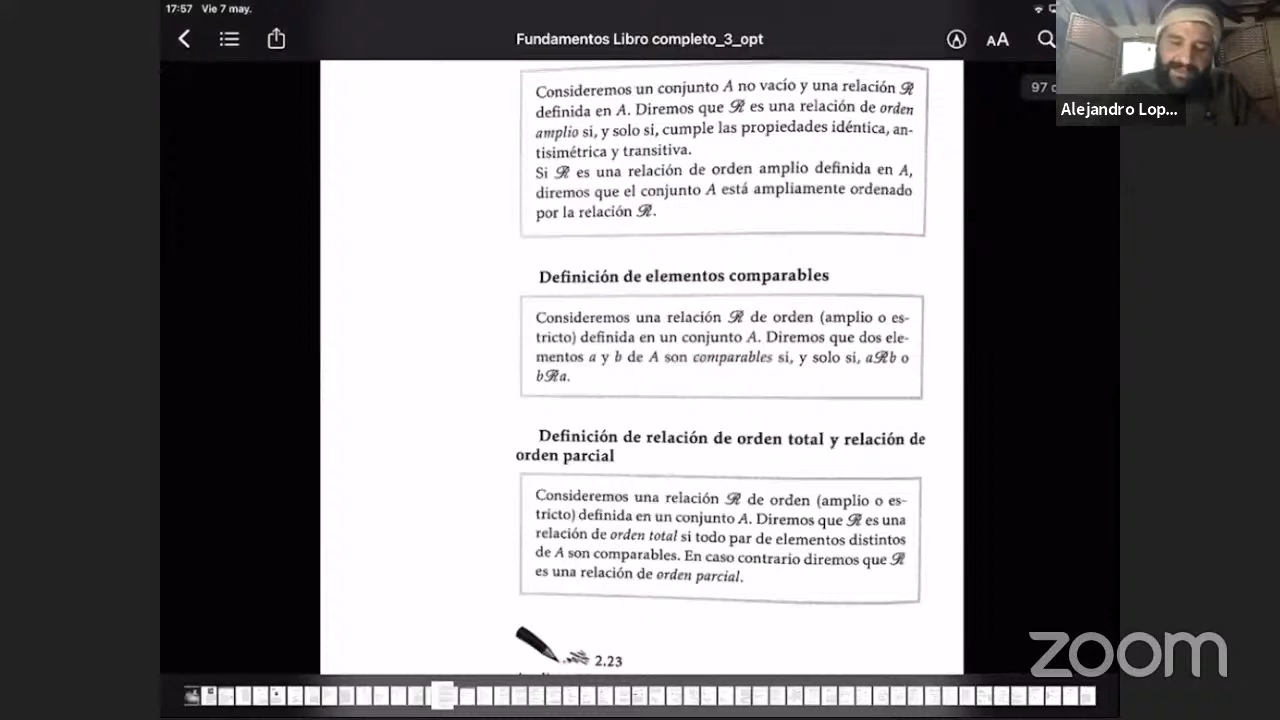 17:57 Vie 7 may.
Fundamentos Libro completo_3_opt
AA
97
Alejandro Lop...
Consideremos un conjunto A no vacío y una relación ℛ
definida en A. Diremos que ℛ es una relación de orden
amplio si, y solo si, cumple las propiedades idéntica, an-
tisimétrica y transitiva.
Si ℛ es una relación de orden amplio definida en A,
diremos que el conjunto A está ampliamente ordenado
por la relación ℛ.
Definición de elementos comparables
Consideremos una relación ℛ de orden (amplio o es-
tricto) definida en un conjunto A. Diremos que dos ele-
mentos a y b de A son comparables si, y solo si, aℛb o
bℛa.
Definición de relación de orden total y relación de
orden parcial
Consideremos una relación ℛ de orden (amplio o es-
tricto) definida en un conjunto A. Diremos que ℛ es una
relación de orden total si todo par de elementos distintos
de A son comparables. En caso contrario diremos que ℛ
es una relación de orden parcial.
2.23
zoom